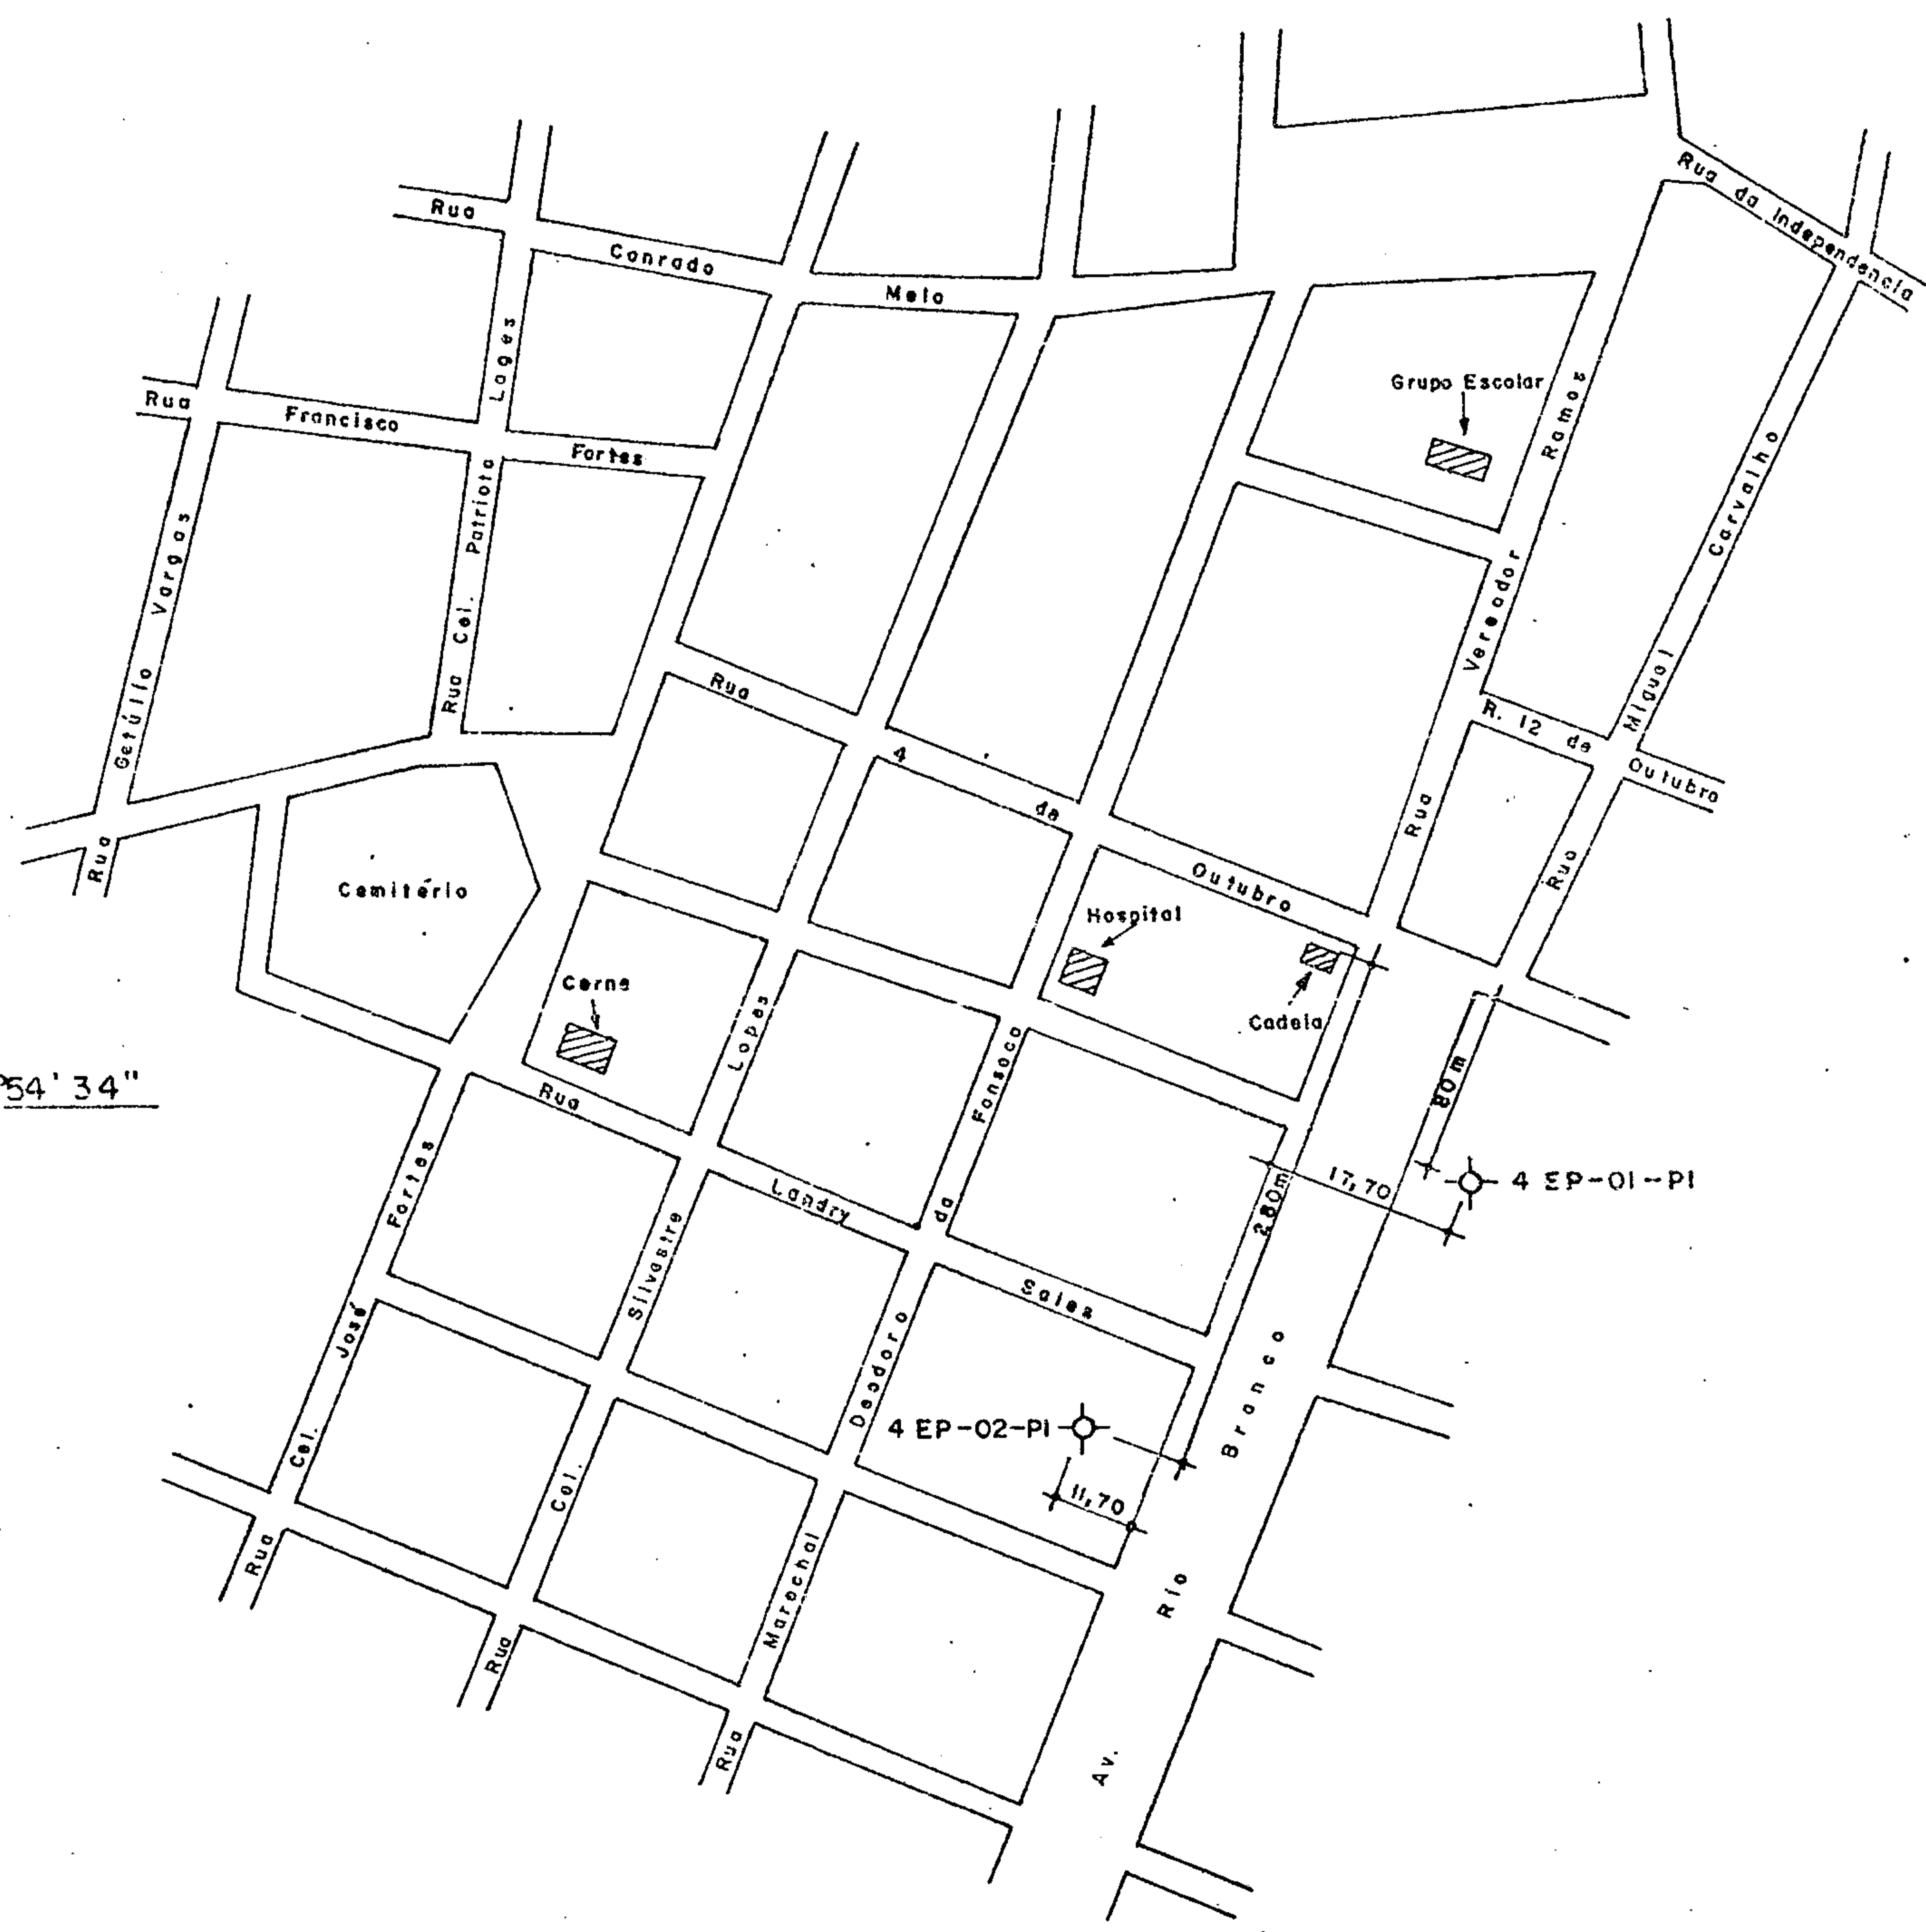 Rua Conrado Melo
Rua da Independencia
Rua Francisco Fortes
Rua Cel. Patriota Lages
Rua Getúlio Vargas
Grupo Escolar
Rua Vereador Ramos
Rua Miguel Carvalho
R. 12 de Outubro
Rua 4 de Outubro
Cemitério
Hospital
Cadeia
Cerne
54' 34"
Rua Landry Sales
80m
280m
17,70
4 EP-01-PI
4 EP-02-PI
11,70
Rua Cel. José Fortes
Rua Cel. Silvestre Lopes
Rua Marechal Deodoro da Fonseca
Av. Rio Branco